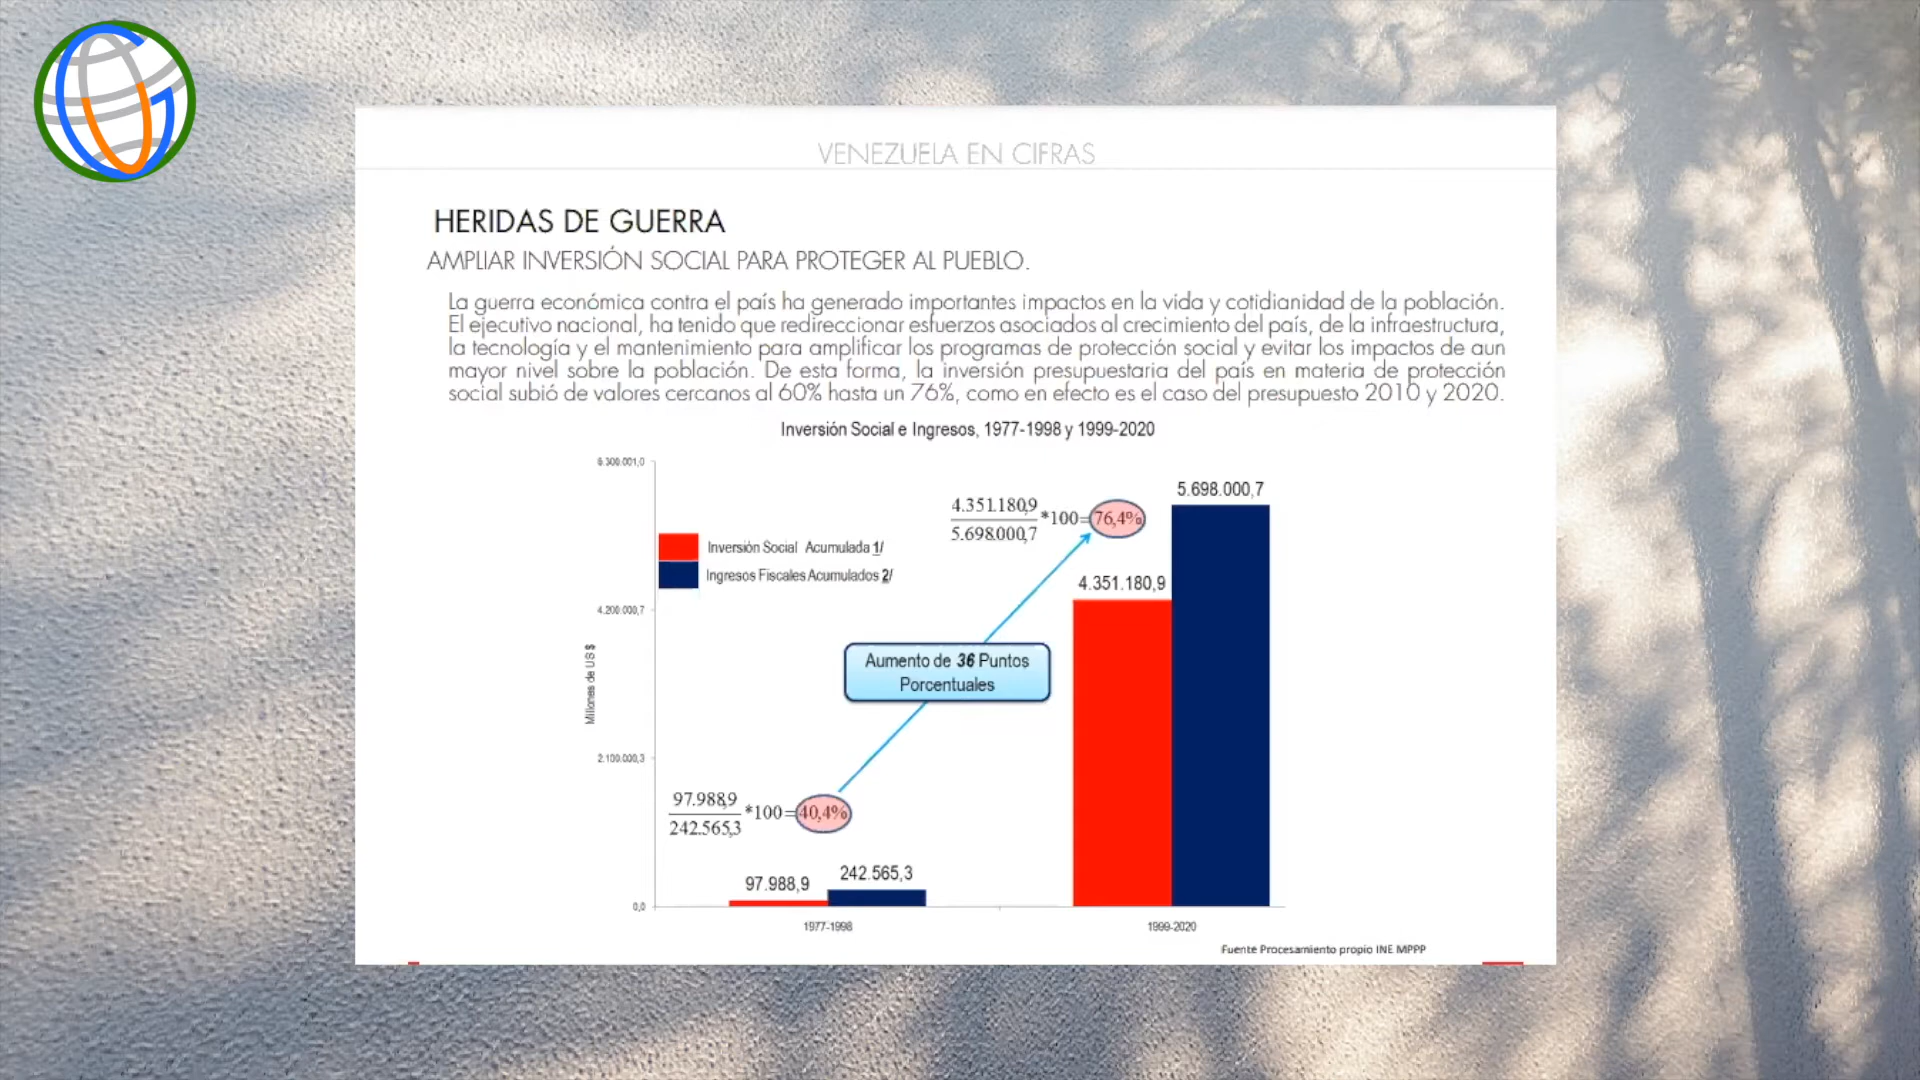 VENEZUELA EN CIFRAS
HERIDAS DE GUERRA
AMPLIAR INVERSIÓN SOCIAL PARA PROTEGER AL PUEBLO.
La guerra económica contra el país ha generado importantes impactos en la vida y cotidianidad de la población.
El ejecutivo nacional, ha tenido que redireccionar esfuerzos asociados al crecimiento del país, de la infraestructura,
la tecnología y el mantenimiento para amplificar los programas de protección social y evitar los impactos de aun
mayor nivel sobre la población. De esta forma, la inversión presupuestaria del país en materia de protección
social subió de valores cercanos al 60% hasta un 76%, como en efecto es el caso del presupuesto 2010 y 2020.
Inversión Social e Ingresos, 1977-1998 y 1999-2020
6.300.001,0
4.200.000,7
2.100.000,3
0,0
Millones de US $
Inversión Social Acumulada 1/
Ingresos Fiscales Acumulados 2/
4.351.180,9
5.698.000,7
*100= 76,4%
5.698.000,7
4.351.180,9
Aumento de 36 Puntos
Porcentuales
97.988,9
242.565,3
*100= 40,4%
97.988,9
242.565,3
1977-1998
1999-2020
Fuente Procesamiento propio INE MPPP